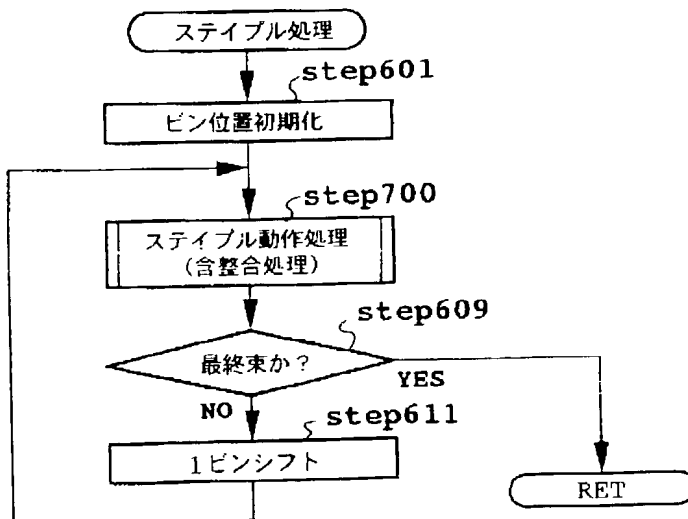 ステイプル処理
step601
ビン位置初期化
step700
ステイプル動作処理
(含整合処理)
step609
最終束か？
YES
NO
step611
1ビンシフト
RET